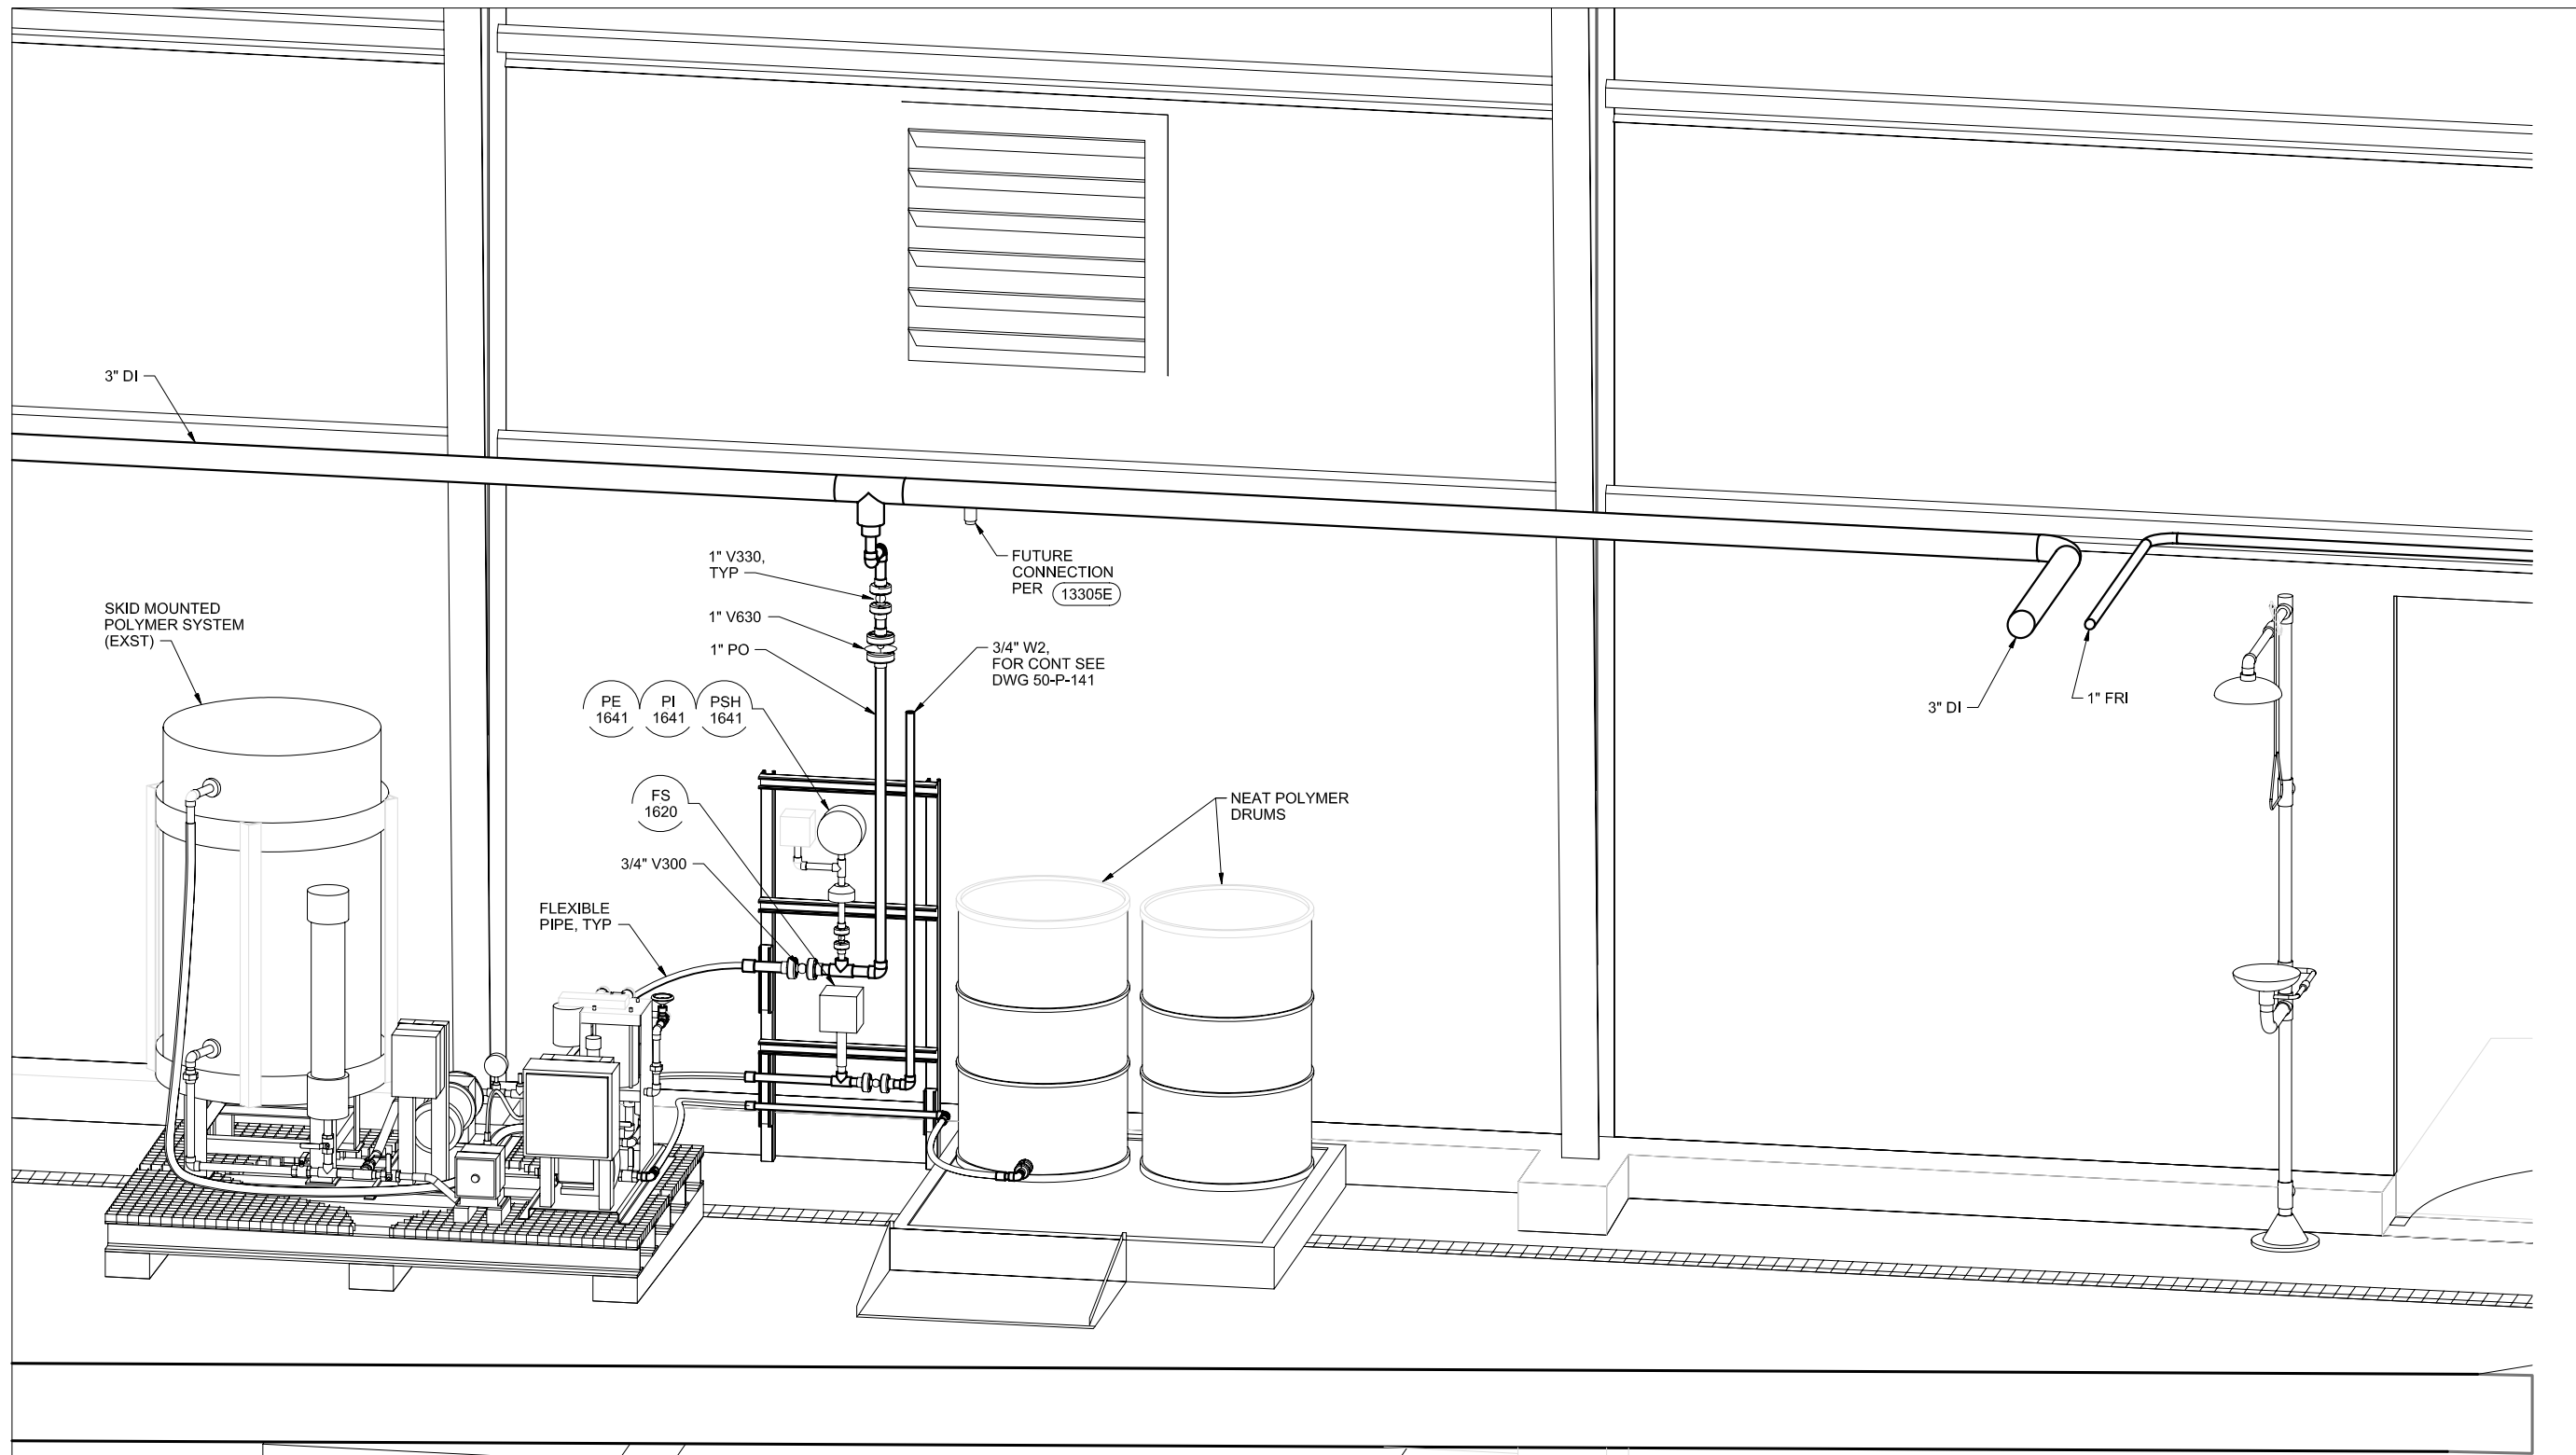 3" DI
SKID MOUNTED
POLYMER SYSTEM
(EXST)
1" V330,
TYP
1" V630
1" PO
FUTURE
CONNECTION
PER 13305E
3/4" W2,
FOR CONT SEE
DWG 50-P-141
PE
1641
PI
1641
PSH
1641
FS
1620
3/4" V300
FLEXIBLE
PIPE, TYP
NEAT POLYMER
DRUMS
3" DI
1" FRI